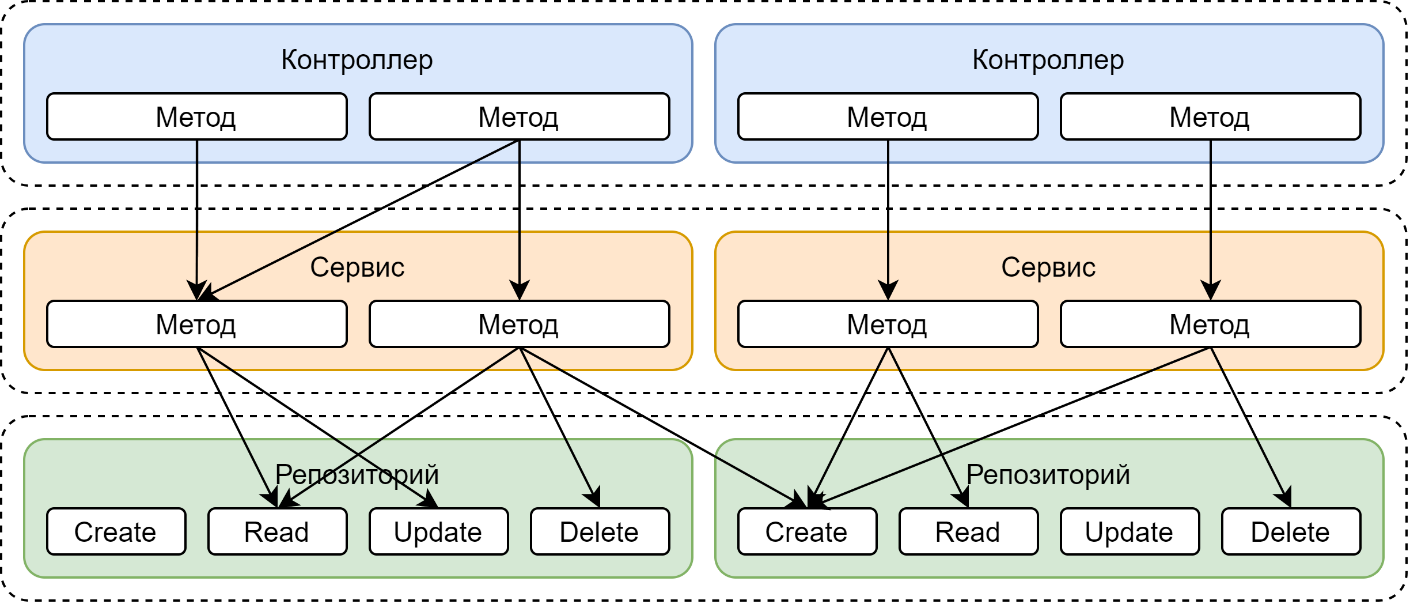 Контроллер
Контроллер
Метод
Метод
Метод
Метод
Сервис
Сервис
Метод
Метод
Метод
Метод
Репозиторий
Репозиторий
Create
Read
Update
Delete
Create
Read
Update
Delete